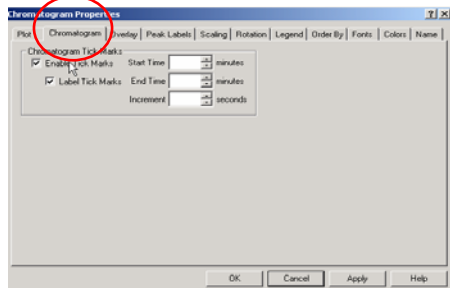 Chromatogram Properties
Plot Chromatogram Overlay Peak Labels Scaling Rotation Legend Order By Fonts Colors Name
Chromatogram Tick Marks
Enable Tick Marks Start Time minutes
Label Tick Marks End Time minutes
Increment seconds
OK Cancel Apply Help